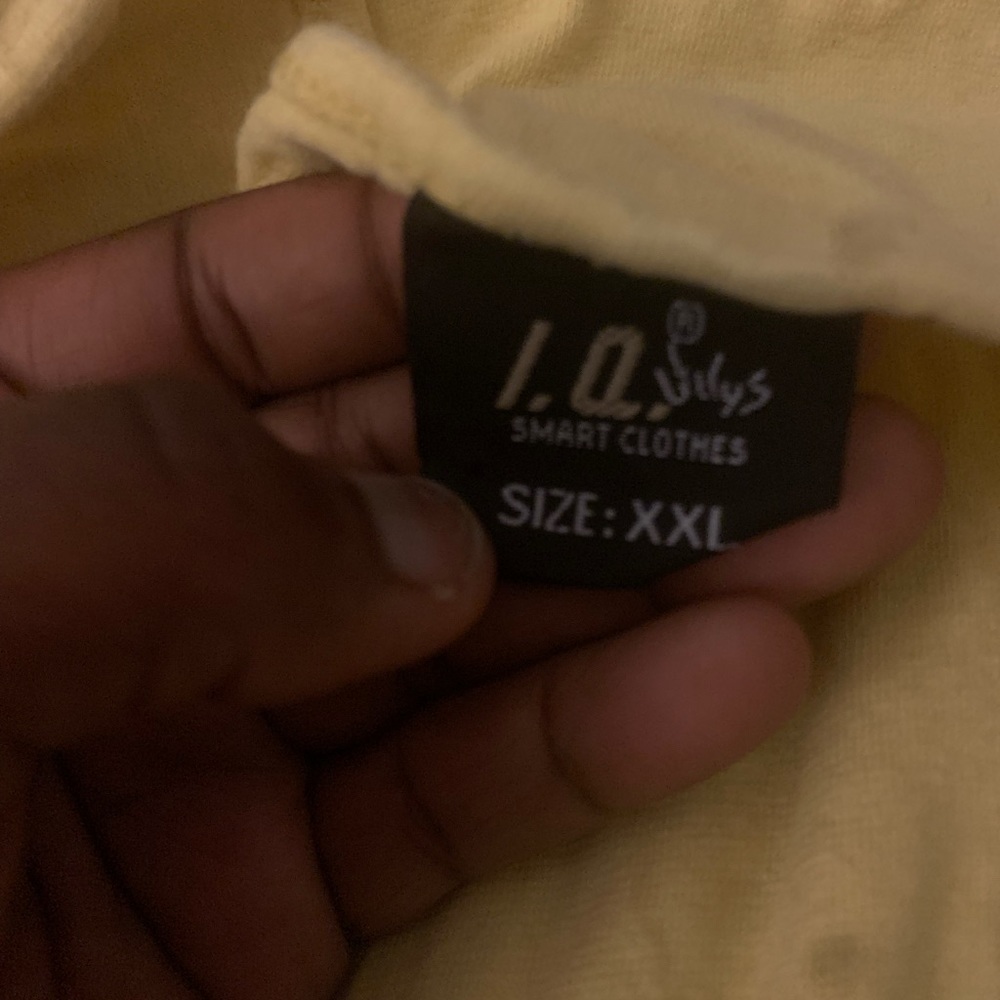 ®
I.Q.
SMART CLOTHES
SIZE: XXL